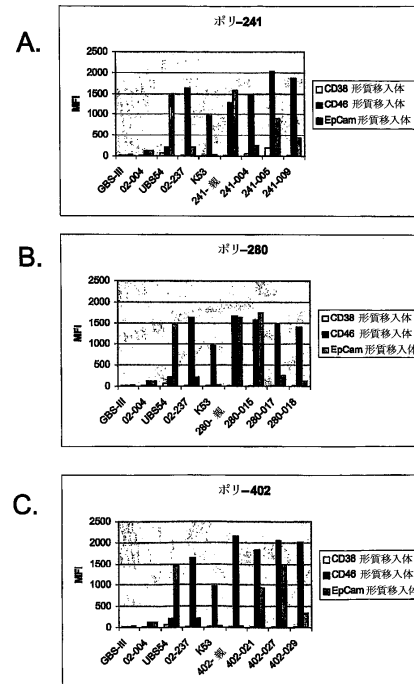 A.
ポリ-241
MFI
2500
2000
1500
1000
500
0
GBS-III
02-004
UBS54
02-237
K53
241- 親
241-004
241-005
241-009
CD38 形質移入体
CD46 形質移入体
EpCam 形質移入体
B.
ポリ-280
MFI
2500
2000
1500
1000
500
0
GBS-III
02-004
UBS54
02-237
K53
280- 親
280-015
280-017
280-018
CD38 形質移入体
CD46 形質移入体
EpCam 形質移入体
C.
ポリ-402
MFI
2500
2000
1500
1000
500
0
GBS-III
02-004
UBS54
02-237
K53
402- 親
402-021
402-027
402-029
CD38 形質移入体
CD46 形質移入体
EpCam 形質移入体